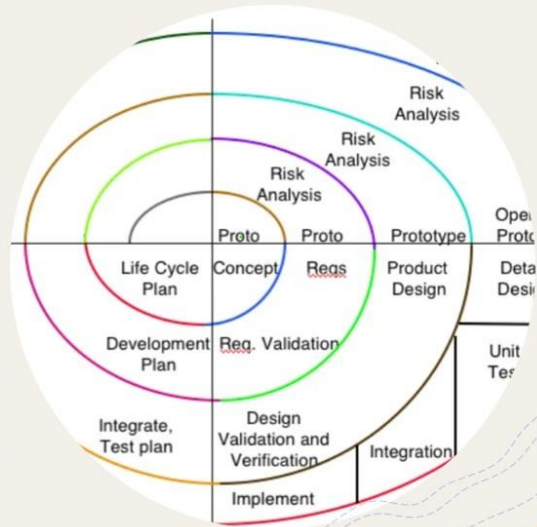 Risk
Analysis
Risk
Analysis
Risk
Analysis
Proto
Proto
Prototype
Life Cycle
Plan
Concept
Reqs
Product
Design
Development
Plan
Req. Validation
Unit
Integrate,
Test plan
Design
Validation and
Verification
Integration
Implement